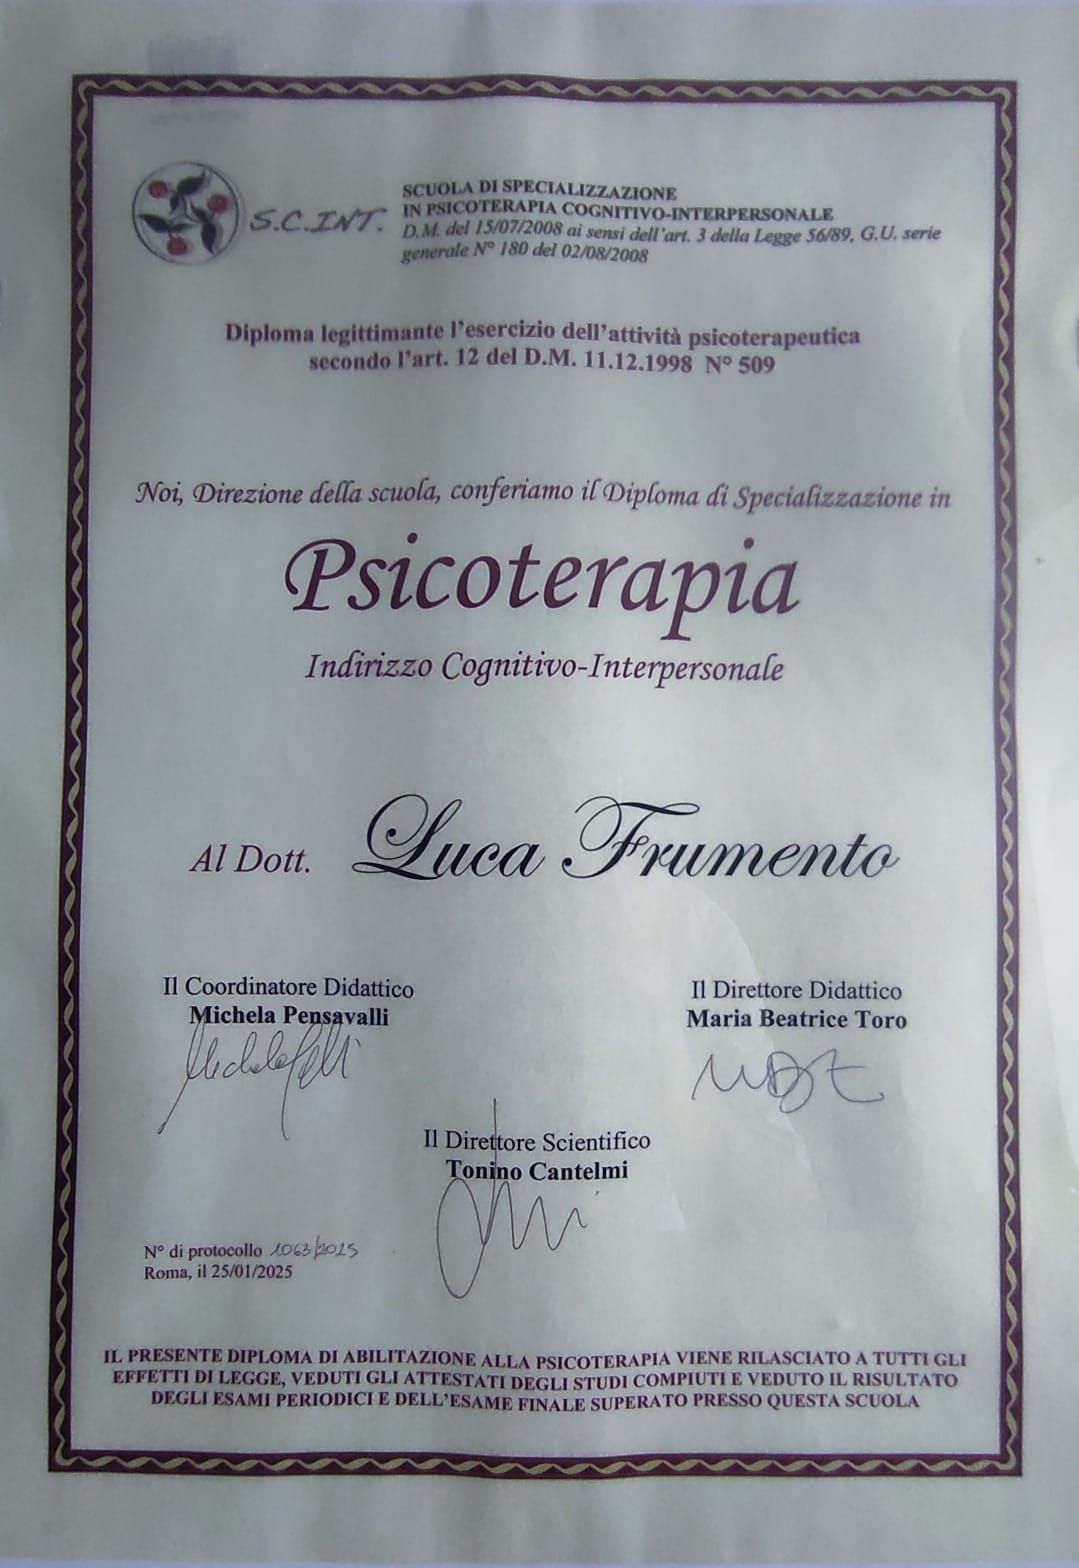 S.C.INT.
SCUOLA DI SPECIALIZZAZIONE
IN PSICOTERAPIA COGNITIVO-INTERPERSONALE
D.M. del 15/07/2008 ai sensi dell'art. 3 della Legge 56/89, G.U. serie
generale N° 180 del 02/08/2008
Diploma legittimante l'esercizio dell'attività psicoterapeutica
secondo l'art. 12 del D.M. 11.12.1998 N° 509
Noi, Direzione della scuola, conferiamo il Diploma di Specializzazione in
Psicoterapia
Indirizzo Cognitivo-Interpersonale
Al Dott. Luca Frumento
Il Coordinatore Didattico
Michela Pensavalli
Il Direttore Didattico
Maria Beatrice Toro
Il Direttore Scientifico
Tonino Cantelmi
N° di protocollo 1063/2025
Roma, il 25/01/2025
IL PRESENTE DIPLOMA DI ABILITAZIONE ALLA PSICOTERAPIA VIENE RILASCIATO A TUTTI GLI
EFFETTI DI LEGGE, VEDUTI GLI ATTESTATI DEGLI STUDI COMPIUTI E VEDUTO IL RISULTATO
DEGLI ESAMI PERIODICI E DELL'ESAME FINALE SUPERATO PRESSO QUESTA SCUOLA